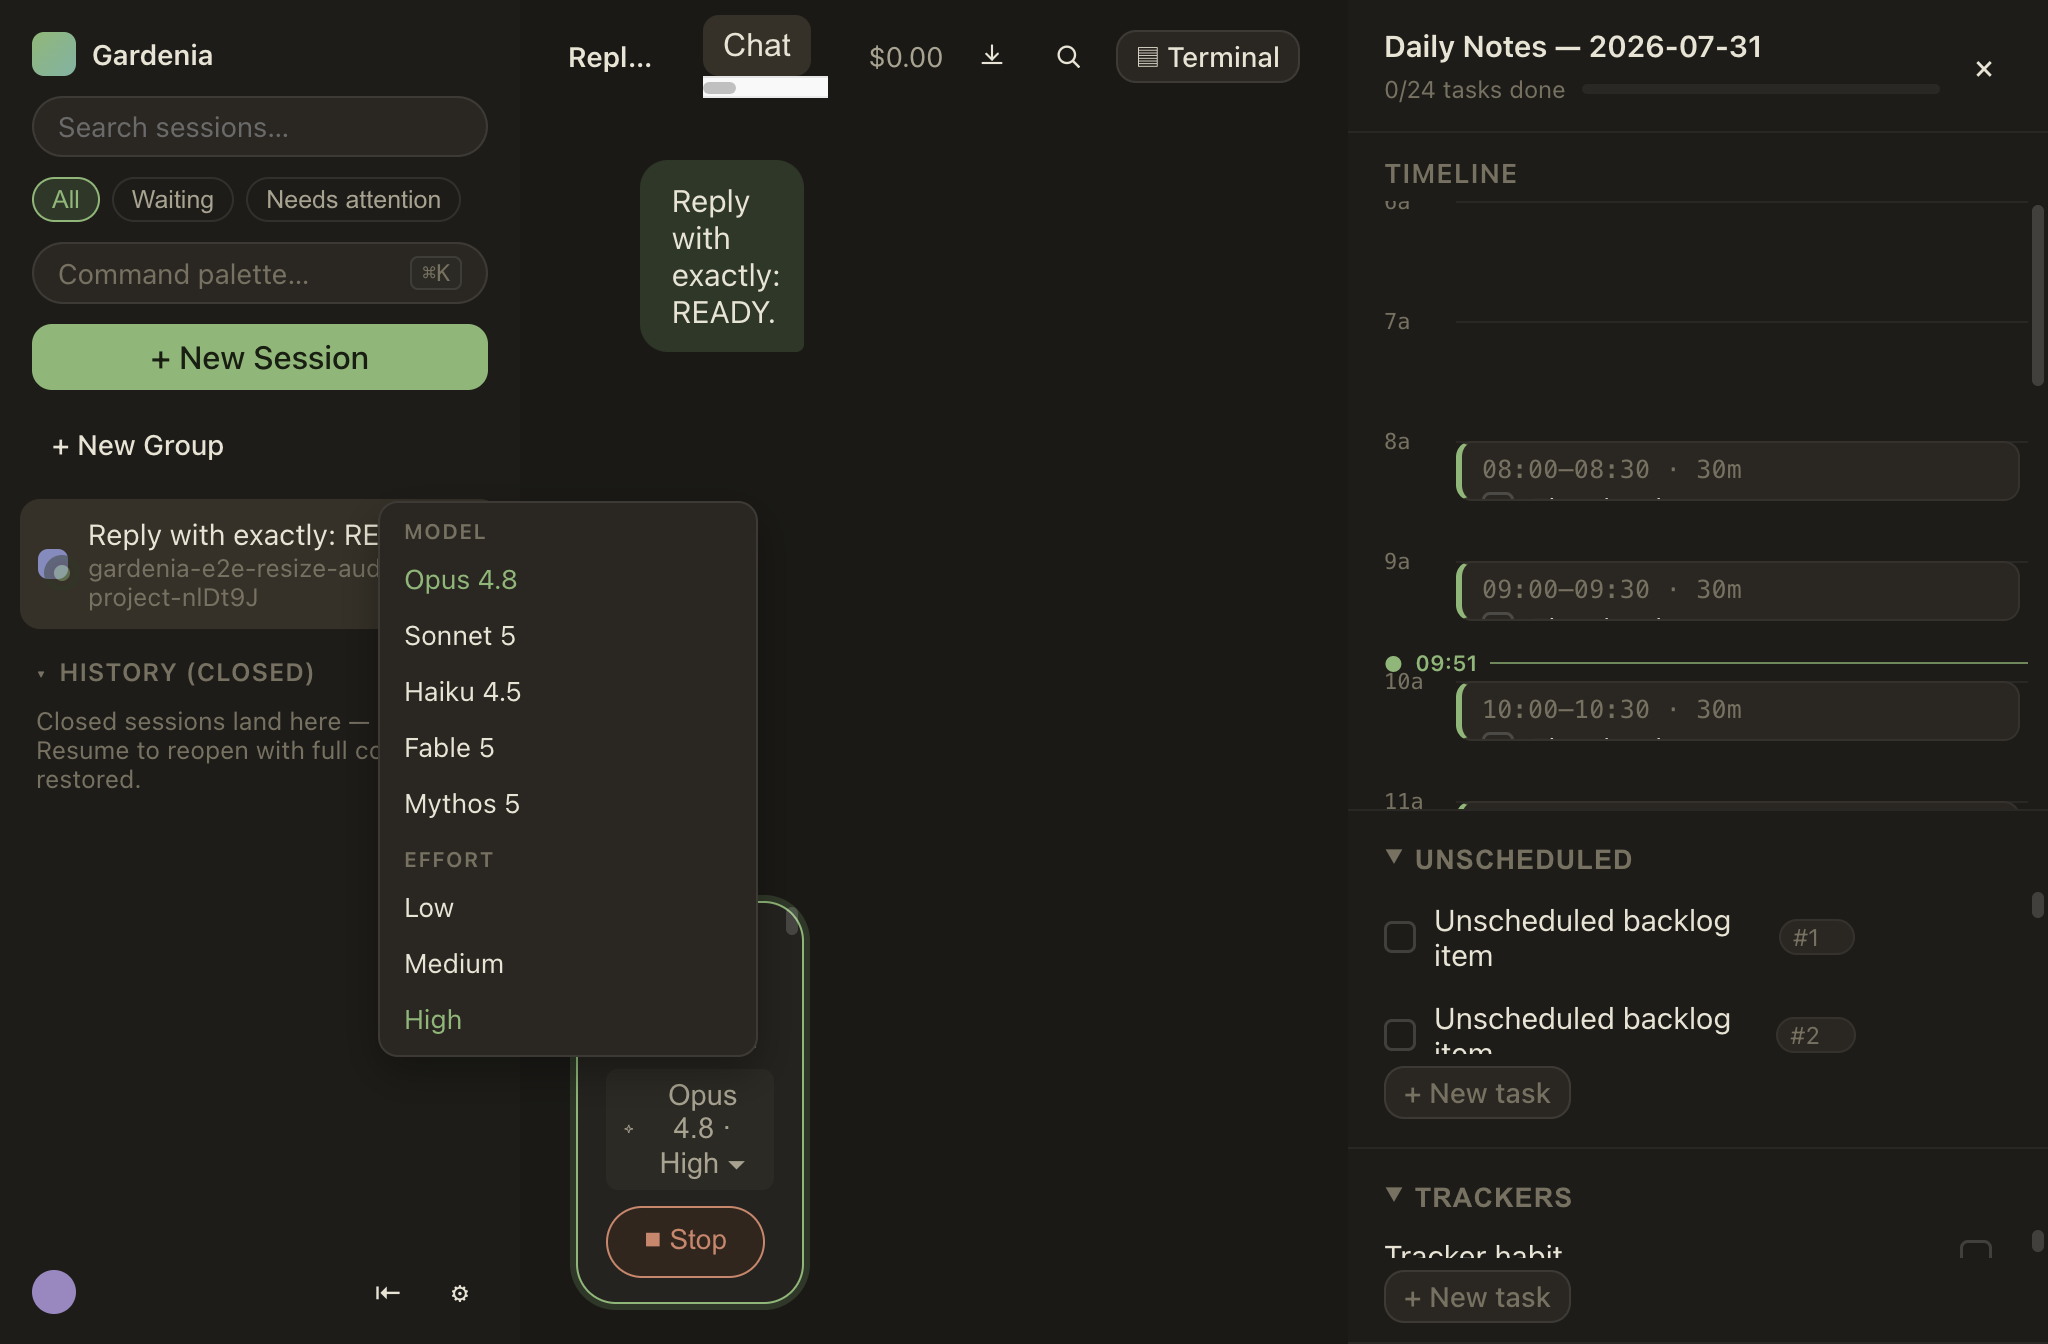 Gardenia
Search sessions...
All
Waiting
Needs attention
Command palette...
⌘K
+ New Session
+ New Group
Reply with exactly: RE
gardenia-e2e-resize-aud
project-nIDt9J
▾ HISTORY (CLOSED)
Closed sessions land here —
Resume to reopen with full co
restored.
Repl...
Chat
$0.00
Terminal
Reply
with
exactly:
READY.
MODEL
Opus 4.8
Sonnet 5
Haiku 4.5
Fable 5
Mythos 5
EFFORT
Low
Medium
High
Opus
4.8 ·
High
Stop
Daily Notes — 2026-07-31
0/24 tasks done
TIMELINE
6a
7a
8a
08:00–08:30 · 30m
9a
09:00–09:30 · 30m
09:51
10a
10:00–10:30 · 30m
11a
▼ UNSCHEDULED
Unscheduled backlog
item
#1
Unscheduled backlog
item
#2
+ New task
▼ TRACKERS
Tracker habit
+ New task